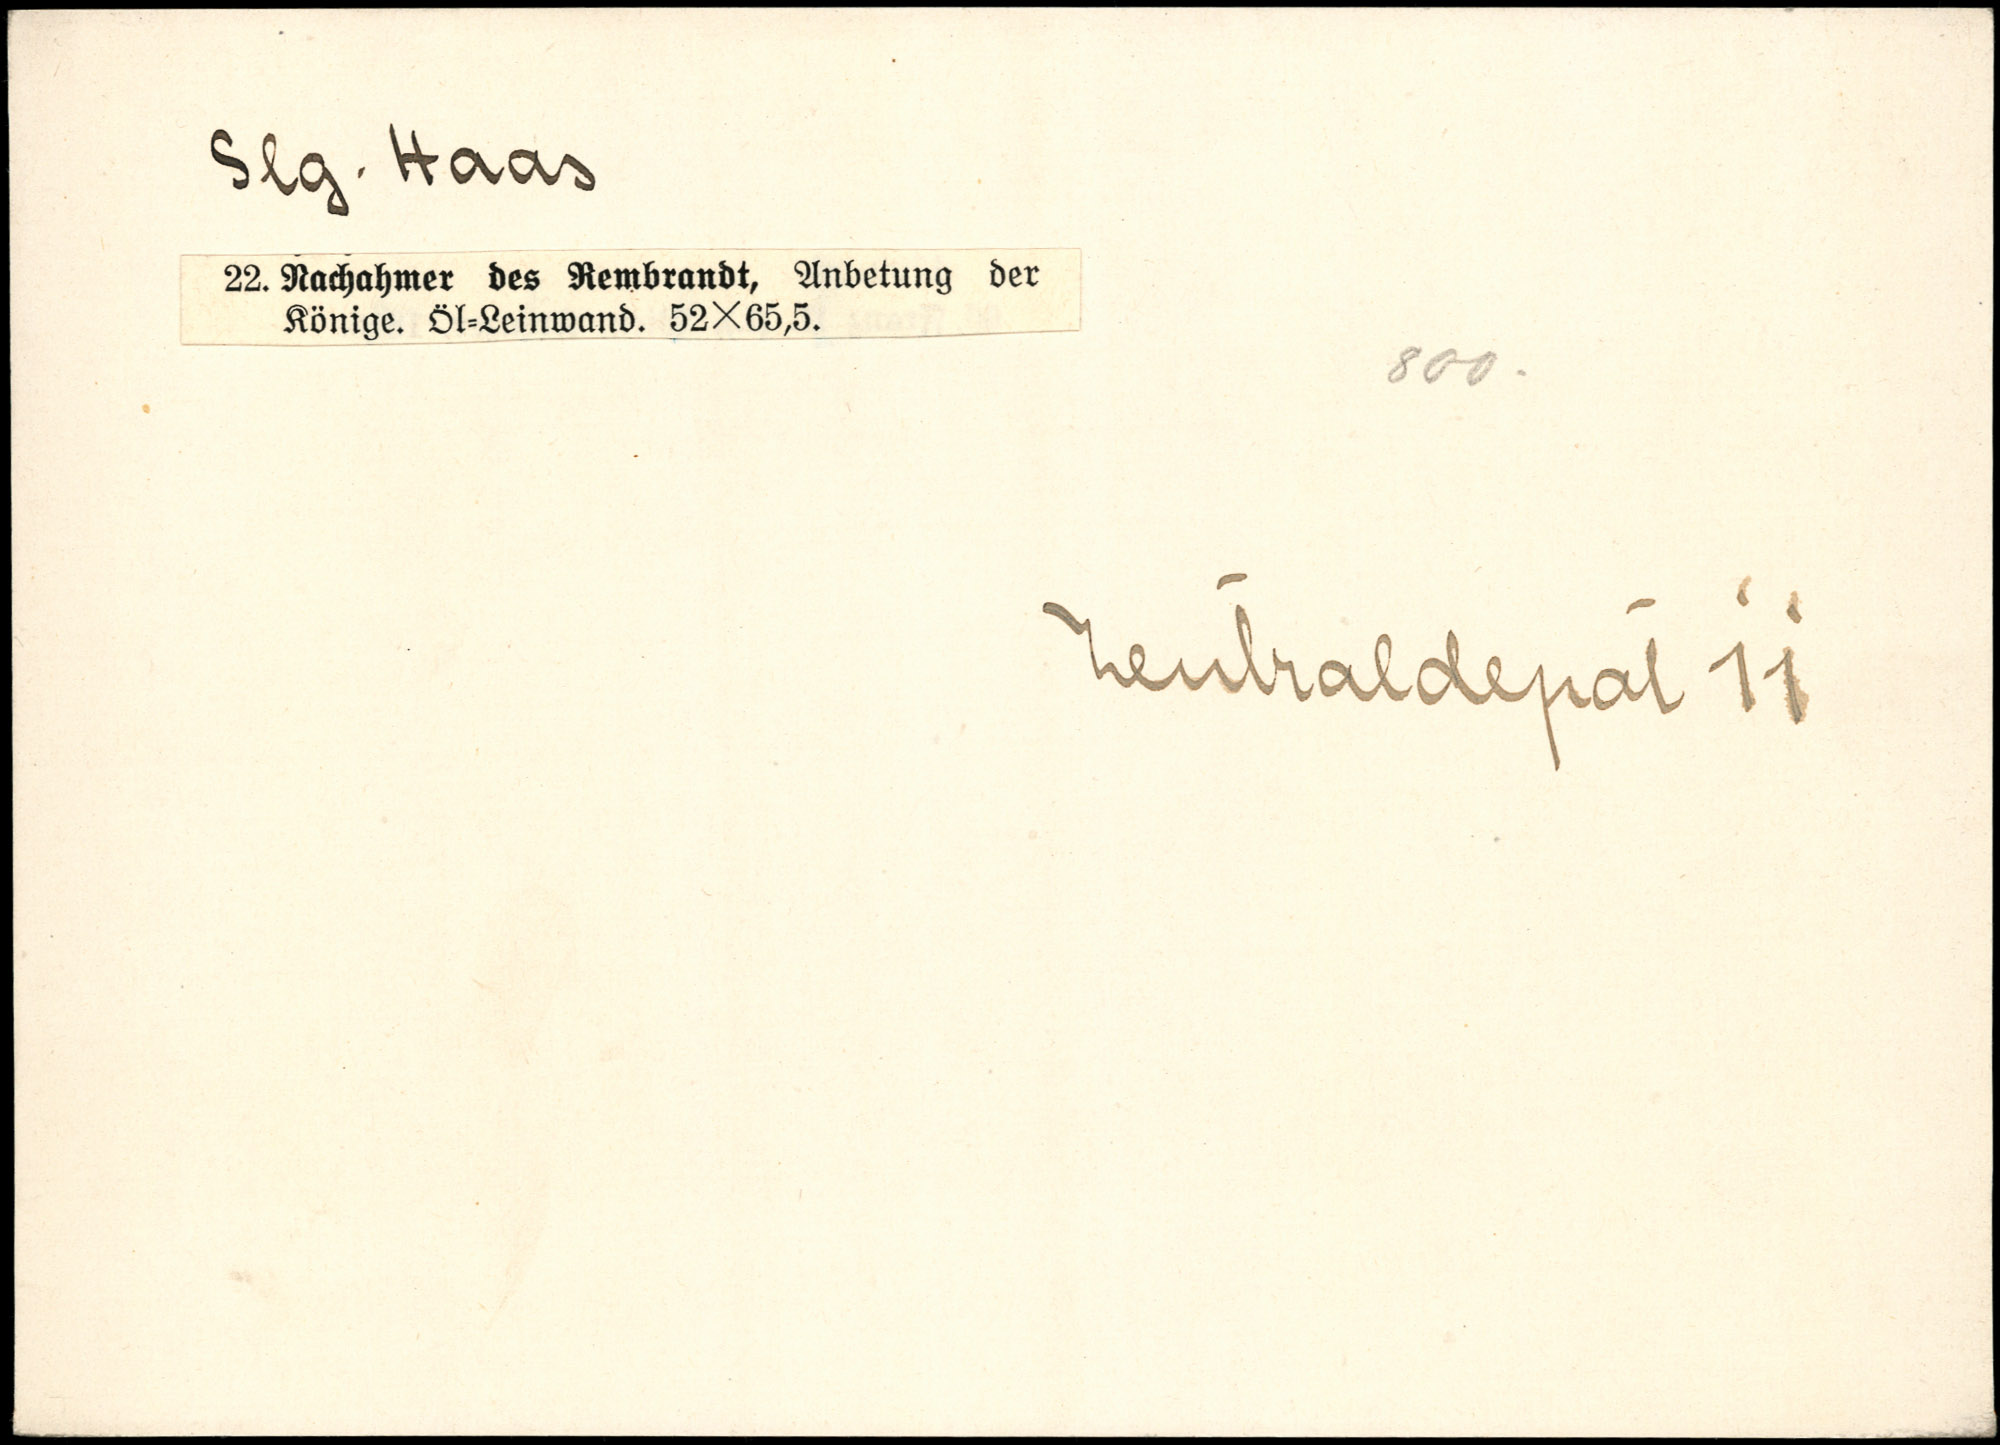 Slg. Haas
22. Nachahmer des Rembrandt, Anbetung der
Könige. Öl-Leinwand. 52×65,5.
800.
Zentraldepot ii